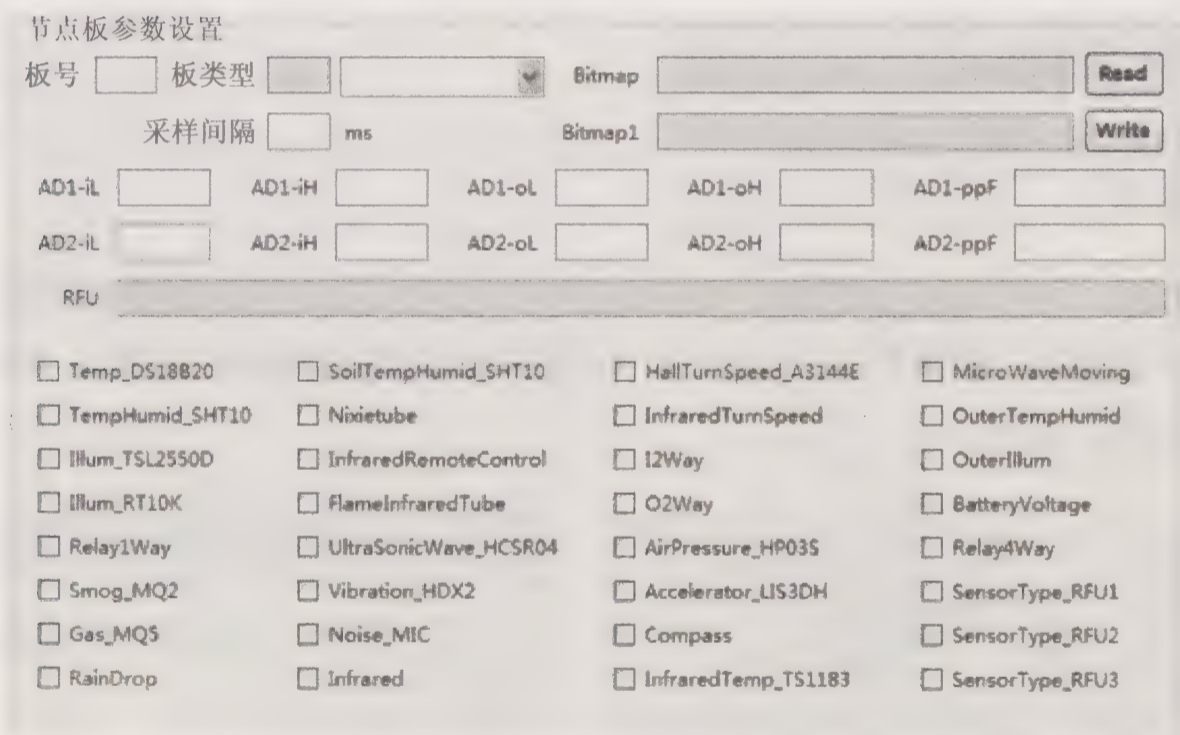 节点板参数设置
板号 板类型 Bitmap Read
采样间隔 ms Bitmap1 Write
AD1-iL AD1-iH AD1-oL AD1-oH AD1-ppF
AD2-iL AD2-iH AD2-oL AD2-oH AD2-ppF
RFU
Temp_DS18B20 SoilTempHumid_SHT10 HallTurnSpeed_A3144E MicroWaveMoving
TempHumid_SHT10 Nixietube InfraredTurnSpeed OuterTempHumid
Illum_TSL2550D InfraredRemoteControl I2Way OuterIllum
Illum_RT10K FlameInfraredTube O2Way BatteryVoltage
Relay1Way UltraSonicWave_HCSR04 AirPressure_HP03S Relay4Way
Smog_MQ2 Vibration_HDX2 Accelerator_LIS3DH SensorType_RFU1
Gas_MQ5 Noise_MIC Compass SensorType_RFU2
RainDrop Infrared InfraredTemp_TS1183 SensorType_RFU3